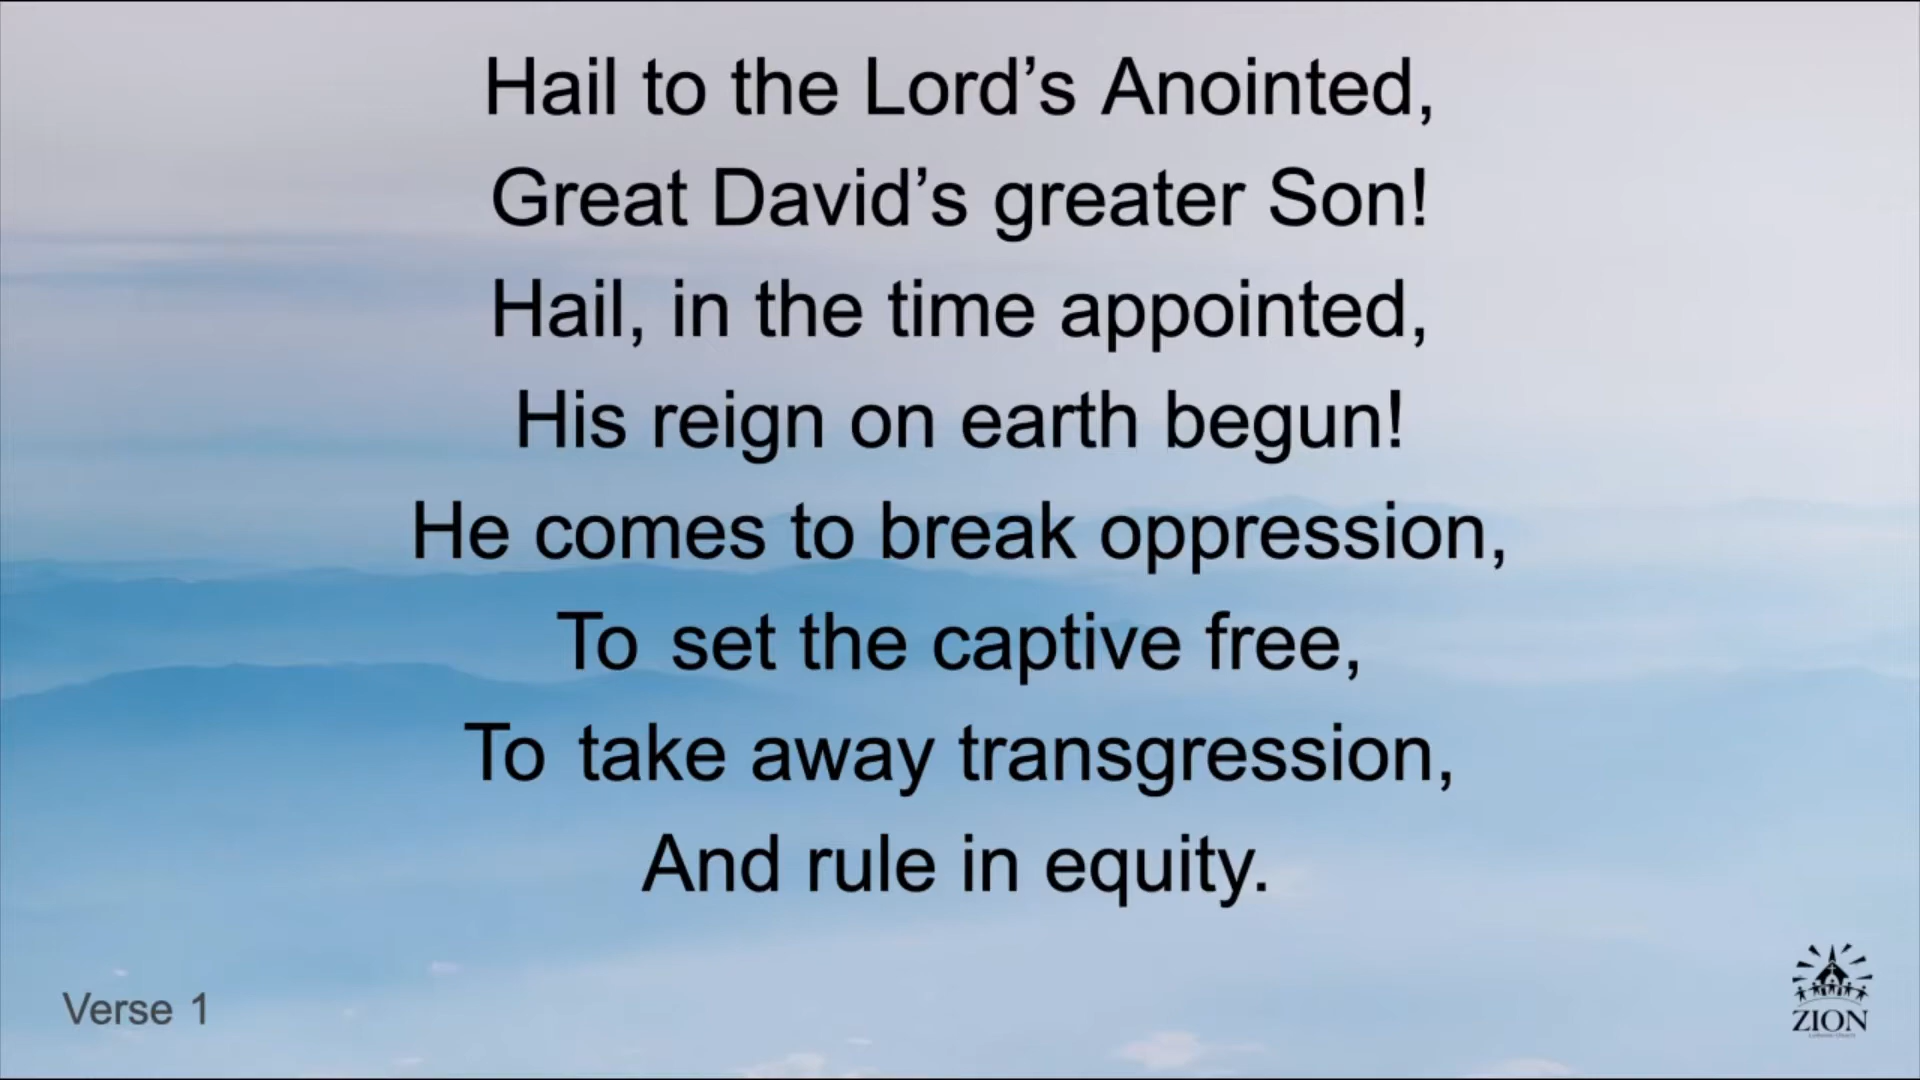 Hail to the Lord’s Anointed,
Great David’s greater Son!
Hail, in the time appointed,
His reign on earth begun!
He comes to break oppression,
To set the captive free,
To take away transgression,
And rule in equity.
Verse 1
ZION